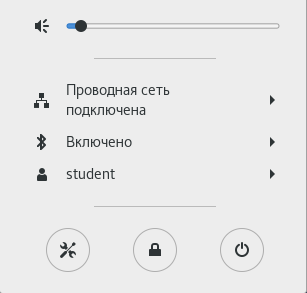 Проводная сеть
подключена
Включено
student